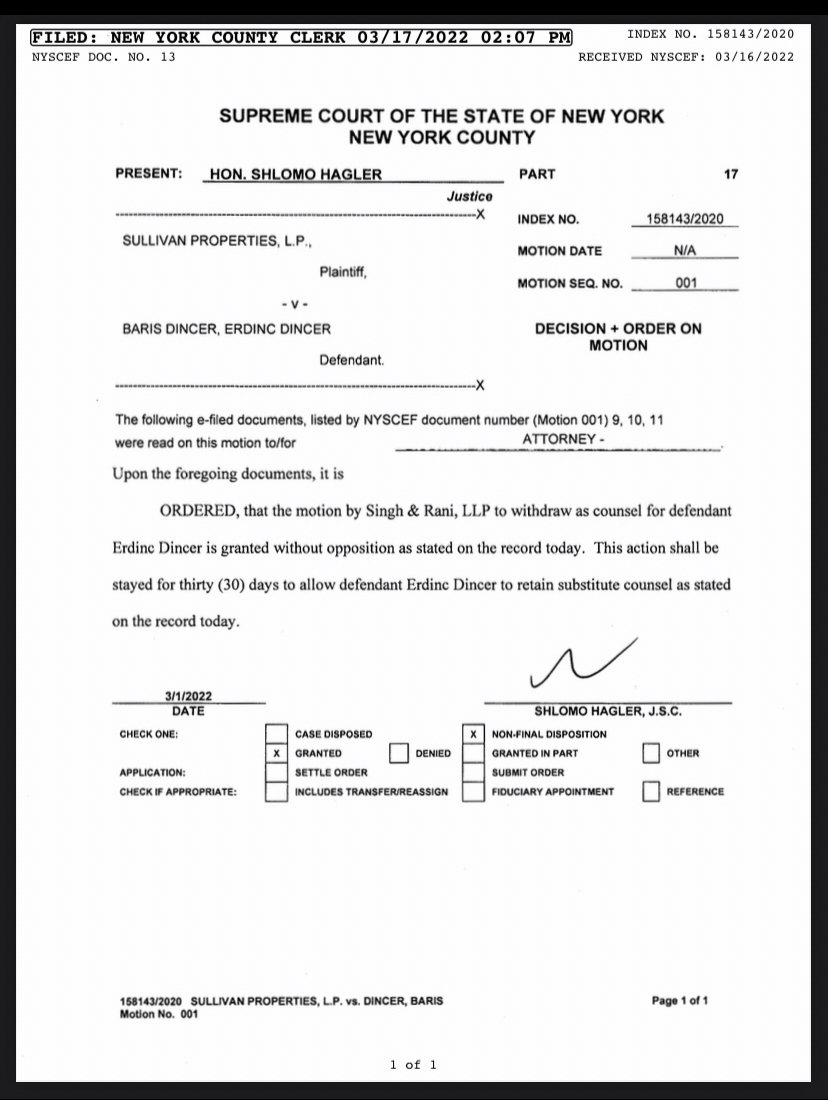 FILED: NEW YORK COUNTY CLERK 03/17/2022 02:07 PM
INDEX NO. 158143/2020
NYSCEF DOC. NO. 13
RECEIVED NYSCEF: 03/16/2022
SUPREME COURT OF THE STATE OF NEW YORK
NEW YORK COUNTY
PRESENT: HON. SHLOMO HAGLER PART 17
Justice
---------------------------------------------------------------------------------X
INDEX NO. 158143/2020
SULLIVAN PROPERTIES, L.P.,
MOTION DATE N/A
Plaintiff,
MOTION SEQ. NO. 001
- v -
BARIS DINCER, ERDINC DINCER
DECISION + ORDER ON
MOTION
Defendant.
---------------------------------------------------------------------------------X
The following e-filed documents, listed by NYSCEF document number (Motion 001) 9, 10, 11
were read on this motion to/for ATTORNEY - .
Upon the foregoing documents, it is
ORDERED, that the motion by Singh & Rani, LLP to withdraw as counsel for defendant
Erdinc Dincer is granted without opposition as stated on the record today. This action shall be
stayed for thirty (30) days to allow defendant Erdinc Dincer to retain substitute counsel as stated
on the record today.
3/1/2022
DATE
SHLOMO HAGLER, J.S.C.
CHECK ONE: CASE DISPOSED X NON-FINAL DISPOSITION
X GRANTED DENIED GRANTED IN PART OTHER
APPLICATION: SETTLE ORDER SUBMIT ORDER
CHECK IF APPROPRIATE: INCLUDES TRANSFER/REASSIGN FIDUCIARY APPOINTMENT REFERENCE
158143/2020 SULLIVAN PROPERTIES, L.P. vs. DINCER, BARIS
Motion No. 001
Page 1 of 1
1 of 1